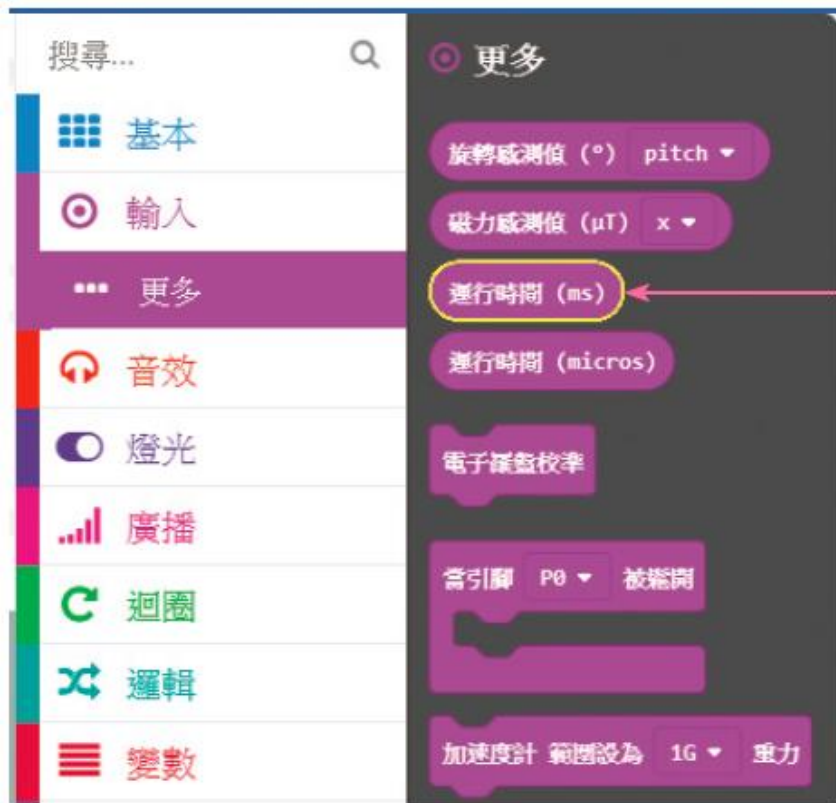 搜尋...
基本
輸入
更多
音效
燈光
廣播
迴圈
邏輯
變數
更多
旋轉感測值 (°) pitch
磁力感測值 (μT) x
運行時間 (ms)
運行時間 (micros)
電子羅盤校準
當引腳 P0 被鬆開
加速度計 範圍設為 1G 重力